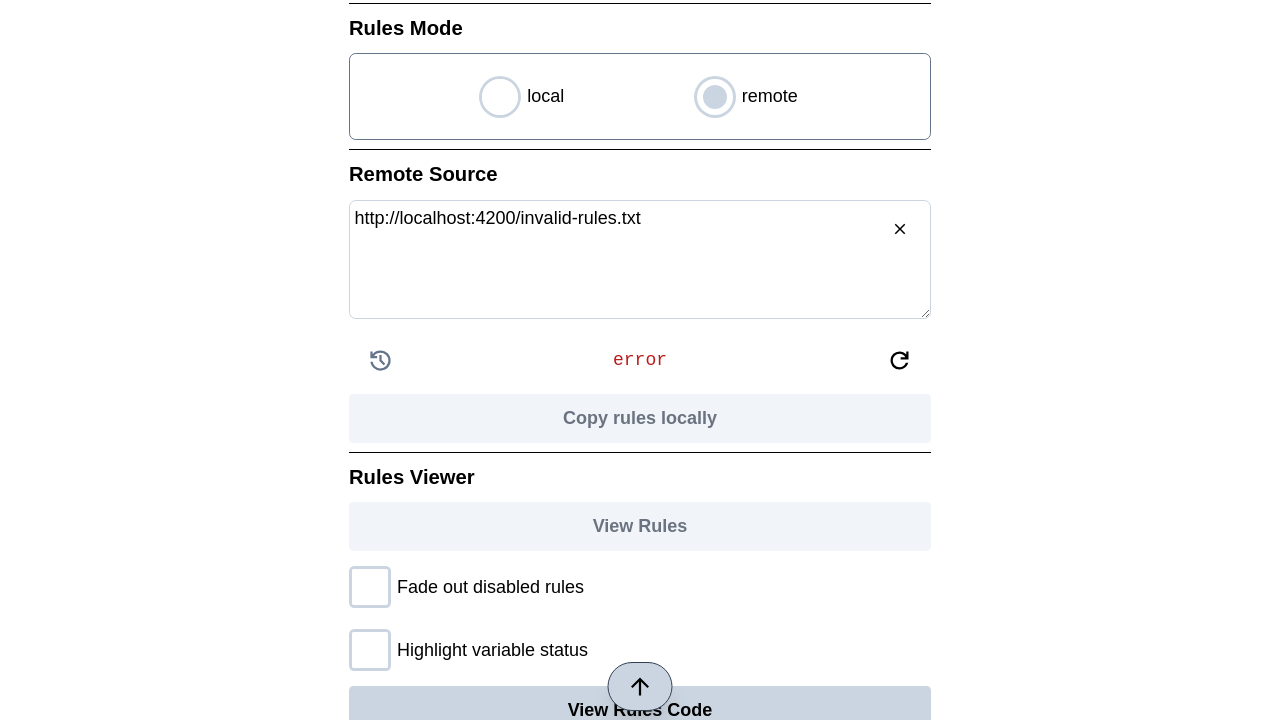 Rules Mode
local
remote
Remote Source
http://localhost:4200/invalid-rules.txt
error
Copy rules locally
Rules Viewer
View Rules
Fade out disabled rules
Highlight variable status
View Rules Code